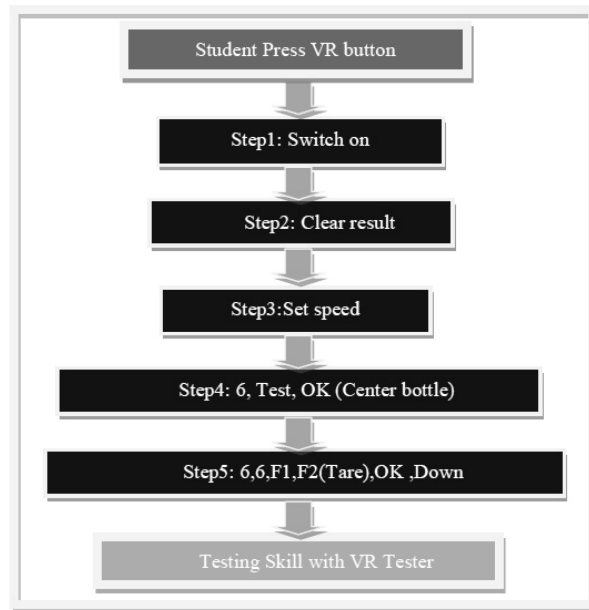 Student Press VR button
Step1: Switch on
Step2: Clear result
Step3:Set speed
Step4: 6, Test, OK (Center bottle)
Step5: 6,6,F1,F2(Tare),OK ,Down
Testing Skill with VR Tester